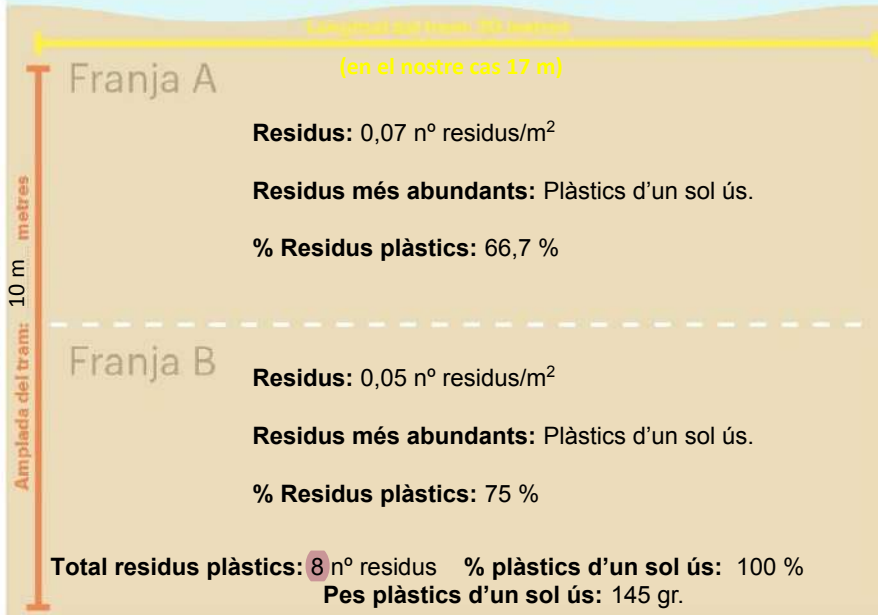 Longitud del tram: 30 metres
(en el nostre cas 17 m)
Franja A
Residus: 0,07 nº residus/m²
Residus més abundants: Plàstics d’un sol ús.
% Residus plàstics: 66,7 %
Amplada del tram: 10 m metres
Franja B
Residus: 0,05 nº residus/m²
Residus més abundants: Plàstics d’un sol ús.
% Residus plàstics: 75 %
Total residus plàstics: 8 nº residus % plàstics d’un sol ús: 100 %
Pes plàstics d’un sol ús: 145 gr.